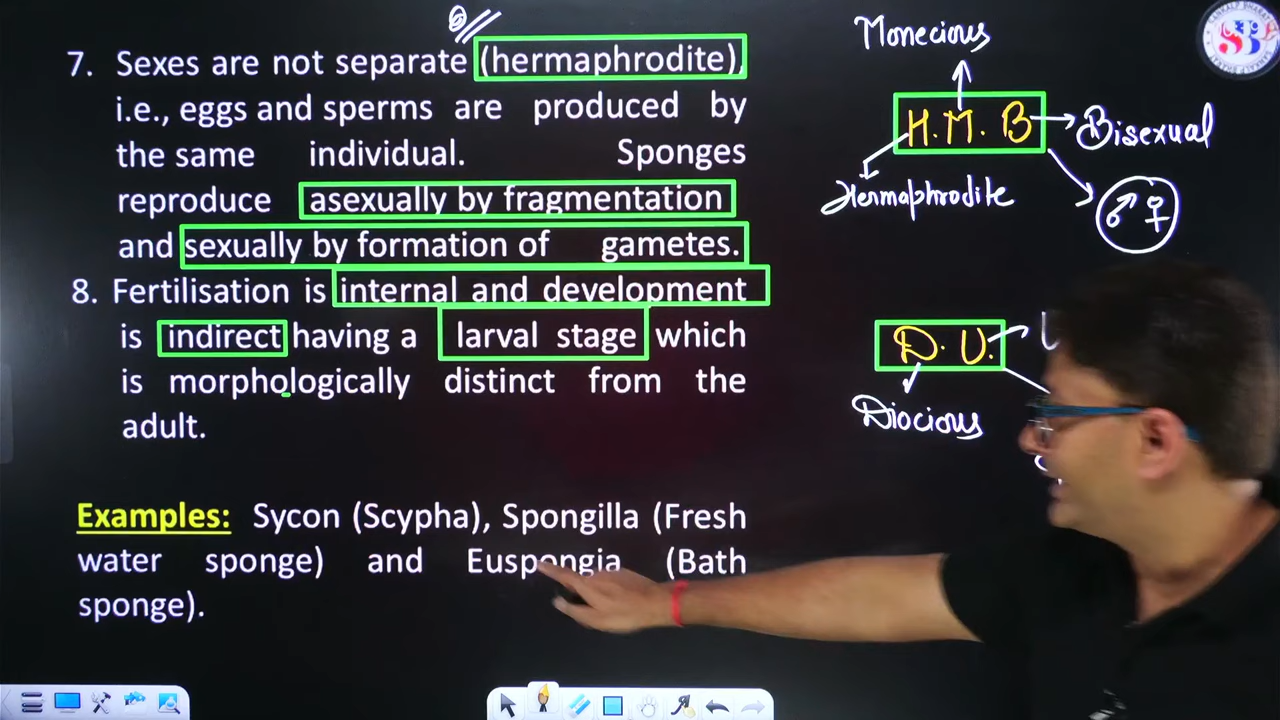 7. Sexes are not separate (hermaphrodite),
i.e., eggs and sperms are produced by
the same individual. Sponges
reproduce asexually by fragmentation
and sexually by formation of gametes.
8. Fertilisation is internal and development
is indirect having a larval stage which
is morphologically distinct from the
adult.
Examples: Sycon (Scypha), Spongilla (Fresh
water sponge) and Euspongia (Bath
sponge).
Monecious
H. M. B
Bisexual
Hermaphrodite
♂ ♀
D. U.
U
Diocious
SB